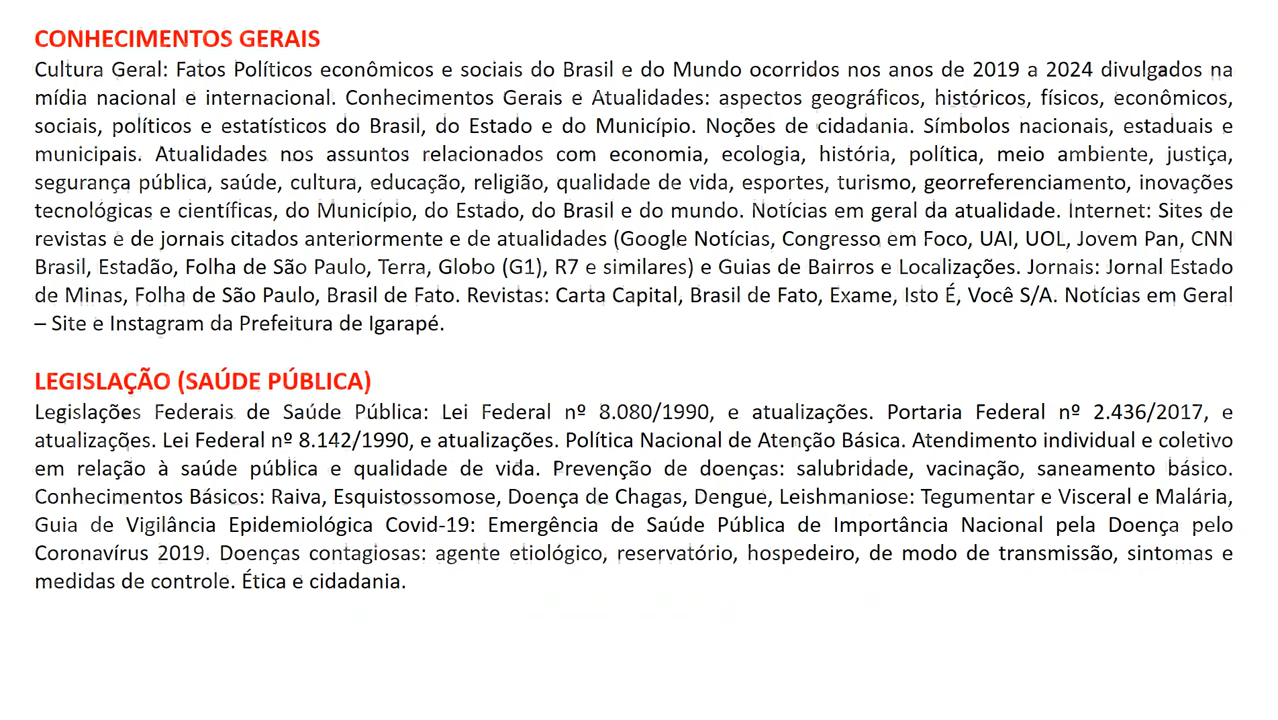 CONHECIMENTOS GERAIS
Cultura Geral: Fatos Políticos econômicos e sociais do Brasil e do Mundo ocorridos nos anos de 2019 a 2024 divulgados na
mídia nacional e internacional. Conhecimentos Gerais e Atualidades: aspectos geográficos, históricos, físicos, econômicos,
sociais, políticos e estatísticos do Brasil, do Estado e do Município. Noções de cidadania. Símbolos nacionais, estaduais e
municipais. Atualidades nos assuntos relacionados com economia, ecologia, história, política, meio ambiente, justiça,
segurança pública, saúde, cultura, educação, religião, qualidade de vida, esportes, turismo, georreferenciamento, inovações
tecnológicas e científicas, do Município, do Estado, do Brasil e do mundo. Notícias em geral da atualidade. Internet: Sites de
revistas e de jornais citados anteriormente e de atualidades (Google Notícias, Congresso em Foco, UAI, UOL, Jovem Pan, CNN
Brasil, Estadão, Folha de São Paulo, Terra, Globo (G1), R7 e similares) e Guias de Bairros e Localizações. Jornais: Jornal Estado
de Minas, Folha de São Paulo, Brasil de Fato. Revistas: Carta Capital, Brasil de Fato, Exame, Isto É, Você S/A. Notícias em Geral
– Site e Instagram da Prefeitura de Igarapé.
LEGISLAÇÃO (SAÚDE PÚBLICA)
Legislações Federais de Saúde Pública: Lei Federal nº 8.080/1990, e atualizações. Portaria Federal nº 2.436/2017, e
atualizações. Lei Federal nº 8.142/1990, e atualizações. Política Nacional de Atenção Básica. Atendimento individual e coletivo
em relação à saúde pública e qualidade de vida. Prevenção de doenças: salubridade, vacinação, saneamento básico.
Conhecimentos Básicos: Raiva, Esquistossomose, Doença de Chagas, Dengue, Leishmaniose: Tegumentar e Visceral e Malária,
Guia de Vigilância Epidemiológica Covid-19: Emergência de Saúde Pública de Importância Nacional pela Doença pelo
Coronavírus 2019. Doenças contagiosas: agente etiológico, reservatório, hospedeiro, de modo de transmissão, sintomas e
medidas de controle. Ética e cidadania.